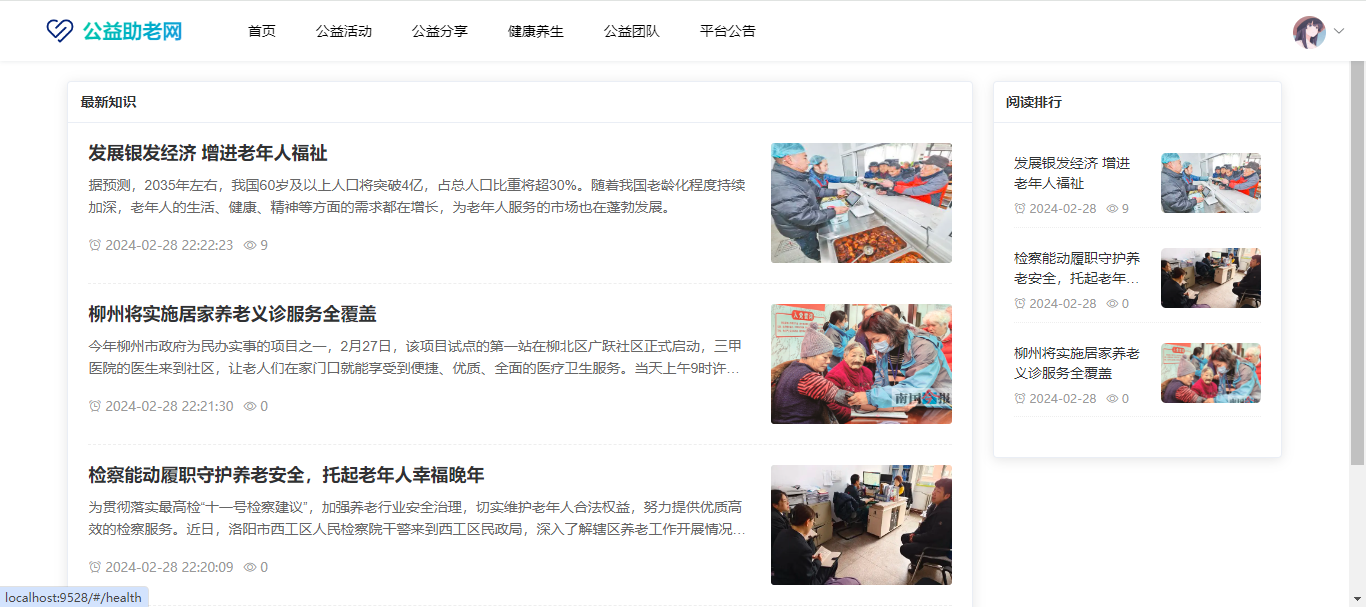 公益助老网
首页
公益活动
公益分享
健康养生
公益团队
平台公告
最新知识
发展银发经济 增进老年人福祉
据预测，2035年左右，我国60岁及以上人口将突破4亿，占总人口比重将超30%。随着我国老龄化程度持续
加深，老年人的生活、健康、精神等方面的需求都在增长，为老年人服务的市场也在蓬勃发展。
2024-02-28 22:22:23 9
柳州将实施居家养老义诊服务全覆盖
今年柳州市政府为民办实事的项目之一，2月27日，该项目试点的第一站在柳北区广跃社区正式启动，三甲
医院的医生来到社区，让老人们在家门口就能享受到便捷、优质、全面的医疗卫生服务。当天上午9时许…
2024-02-28 22:21:30 0
检察能动履职守护养老安全，托起老年人幸福晚年
为贯彻落实最高检“十一号检察建议”，加强养老行业安全治理，切实维护老年人合法权益，努力提供优质高
效的检察服务。近日，洛阳市西工区人民检察院干警来到西工区民政局，深入了解辖区养老工作开展情况…
2024-02-28 22:20:09 0
阅读排行
发展银发经济 增进
老年人福祉
2024-02-28 9
检察能动履职守护养
老安全，托起老年…
2024-02-28 0
柳州将实施居家养老
义诊服务全覆盖
2024-02-28 0
localhost:9528/#/health